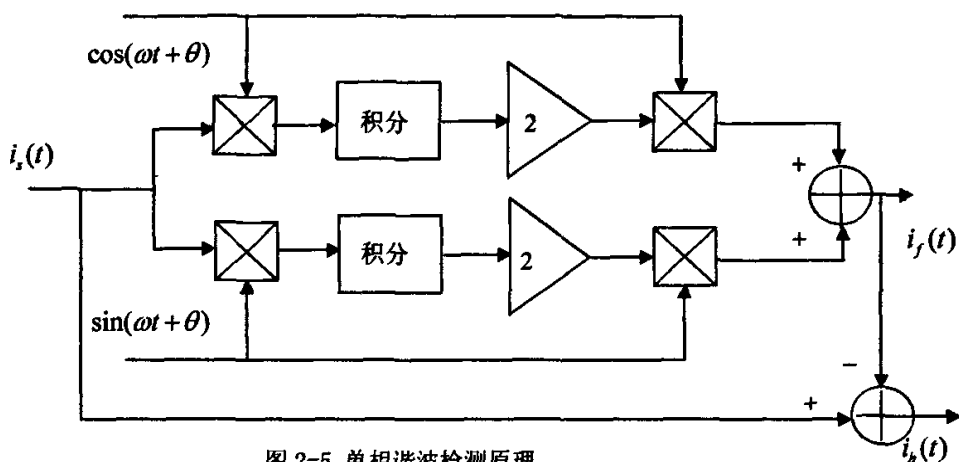 cos(ωt + θ)
积分
2
i_s(t)
+
积分
2
+
i_f(t)
sin(ωt + θ)
−
+
i_h(t)
图 2-5 单相谐波检测原理